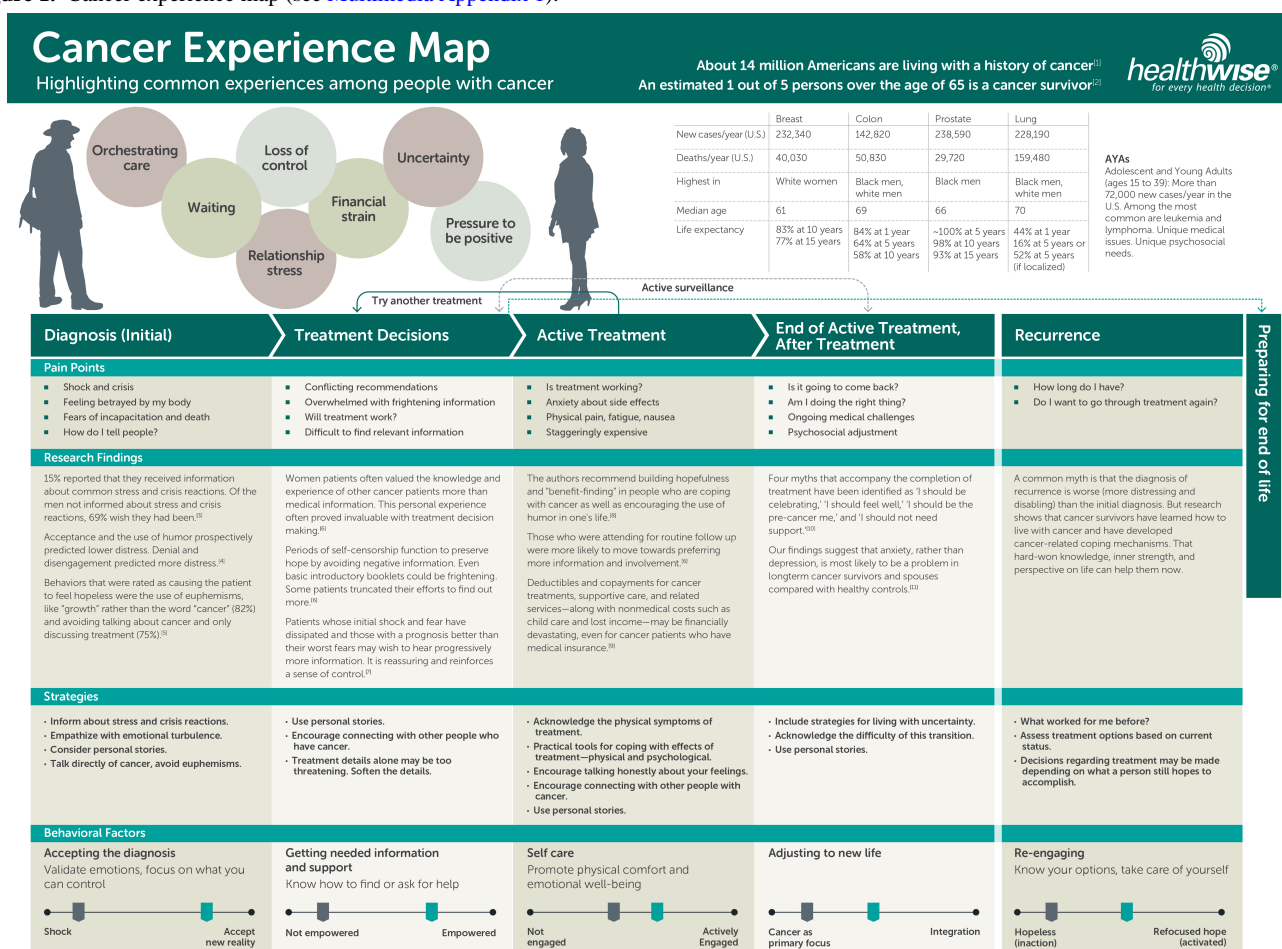 Figure 2. Cancer experience map (see Multimedia Appendix 1).
Cancer Experience Map
Highlighting common experiences among people with cancer
About 14 million Americans are living with a history of cancer[1]
An estimated 1 out of 5 persons over the age of 65 is a cancer survivor[2]
healthwise®
for every health decision®
Orchestrating
care
Loss of
control
Uncertainty
Waiting
Financial
strain
Pressure to
be positive
Relationship
stress
Breast Colon Prostate Lung
New cases/year (U.S.) 232,340 142,820 238,590 228,190
Deaths/year (U.S.) 40,030 50,830 29,720 159,480
Highest in White women Black men, Black men Black men,
white men white men
Median age 61 69 66 70
Life expectancy 83% at 10 years 84% at 1 year ~100% at 5 years 44% at 1 year
77% at 15 years 64% at 5 years 98% at 10 years 16% at 5 years or
58% at 10 years 93% at 15 years 52% at 5 years
(if localized)
AYAs
Adolescent and Young Adults
(ages 15 to 39): More than
72,000 new cases/year in the
U.S. Among the most
common are leukemia and
lymphoma. Unique medical
issues. Unique psychosocial
needs.
Try another treatment
Active surveillance
Diagnosis (Initial)
Treatment Decisions
Active Treatment
End of Active Treatment,
After Treatment
Recurrence
Preparing for end of life
Pain Points
▪ Shock and crisis
▪ Feeling betrayed by my body
▪ Fears of incapacitation and death
▪ How do I tell people?
▪ Conflicting recommendations
▪ Overwhelmed with frightening information
▪ Will treatment work?
▪ Difficult to find relevant information
▪ Is treatment working?
▪ Anxiety about side effects
▪ Physical pain, fatigue, nausea
▪ Staggeringly expensive
▪ Is it going to come back?
▪ Am I doing the right thing?
▪ Ongoing medical challenges
▪ Psychosocial adjustment
▪ How long do I have?
▪ Do I want to go through treatment again?
Research Findings
15% reported that they received information
about common stress and crisis reactions. Of the
men not informed about stress and crisis
reactions, 69% wish they had been.[3]
Acceptance and the use of humor prospectively
predicted lower distress. Denial and
disengagement predicted more distress.[4]
Behaviors that were rated as causing the patient
to feel hopeless were the use of euphemisms,
like "growth" rather than the word "cancer" (82%)
and avoiding talking about cancer and only
discussing treatment (75%).[5]
Women patients often valued the knowledge and
experience of other cancer patients more than
medical information. This personal experience
often proved invaluable with treatment decision
making.[6]
Periods of self-censorship function to preserve
hope by avoiding negative information. Even
basic introductory booklets could be frightening.
Some patients truncated their efforts to find out
more.[6]
Patients whose initial shock and fear have
dissipated and those with a prognosis better than
their worst fears may wish to hear progressively
more information. It is reassuring and reinforces
a sense of control.[7]
The authors recommend building hopefulness
and "benefit-finding" in people who are coping
with cancer as well as encouraging the use of
humor in one's life.[8]
Those who were attending for routine follow up
were more likely to move towards preferring
more information and involvement.[6]
Deductibles and copayments for cancer
treatments, supportive care, and related
services—along with nonmedical costs such as
child care and lost income—may be financially
devastating, even for cancer patients who have
medical insurance.[9]
Four myths that accompany the completion of
treatment have been identified as 'I should be
celebrating,' 'I should feel well,' 'I should be the
pre-cancer me,' and 'I should not need
support.'[10]
Our findings suggest that anxiety, rather than
depression, is most likely to be a problem in
longterm cancer survivors and spouses
compared with healthy controls.[11]
A common myth is that the diagnosis of
recurrence is worse (more distressing and
disabling) than the initial diagnosis. But research
shows that cancer survivors have learned how to
live with cancer and have developed
cancer-related coping mechanisms. That
hard-won knowledge, inner strength, and
perspective on life can help them now.
Strategies
· Inform about stress and crisis reactions.
· Empathize with emotional turbulence.
· Consider personal stories.
· Talk directly of cancer, avoid euphemisms.
· Use personal stories.
· Encourage connecting with other people who
have cancer.
· Treatment details alone may be too
threatening. Soften the details.
· Acknowledge the physical symptoms of
treatment.
· Practical tools for coping with effects of
treatment—physical and psychological.
· Encourage talking honestly about your feelings.
· Encourage connecting with other people with
cancer.
· Use personal stories.
· Include strategies for living with uncertainty.
· Acknowledge the difficulty of this transition.
· Use personal stories.
· What worked for me before?
· Assess treatment options based on current
status.
· Decisions regarding treatment may be made
depending on what a person still hopes to
accomplish.
Behavioral Factors
Accepting the diagnosis
Validate emotions, focus on what you
can control
Shock
Accept
new reality
Getting needed information
and support
Know how to find or ask for help
Not empowered
Empowered
Self care
Promote physical comfort and
emotional well-being
Not
engaged
Actively
Engaged
Adjusting to new life
Cancer as
primary focus
Integration
Re-engaging
Know your options, take care of yourself
Hopeless
(inaction)
Refocused hope
(activated)